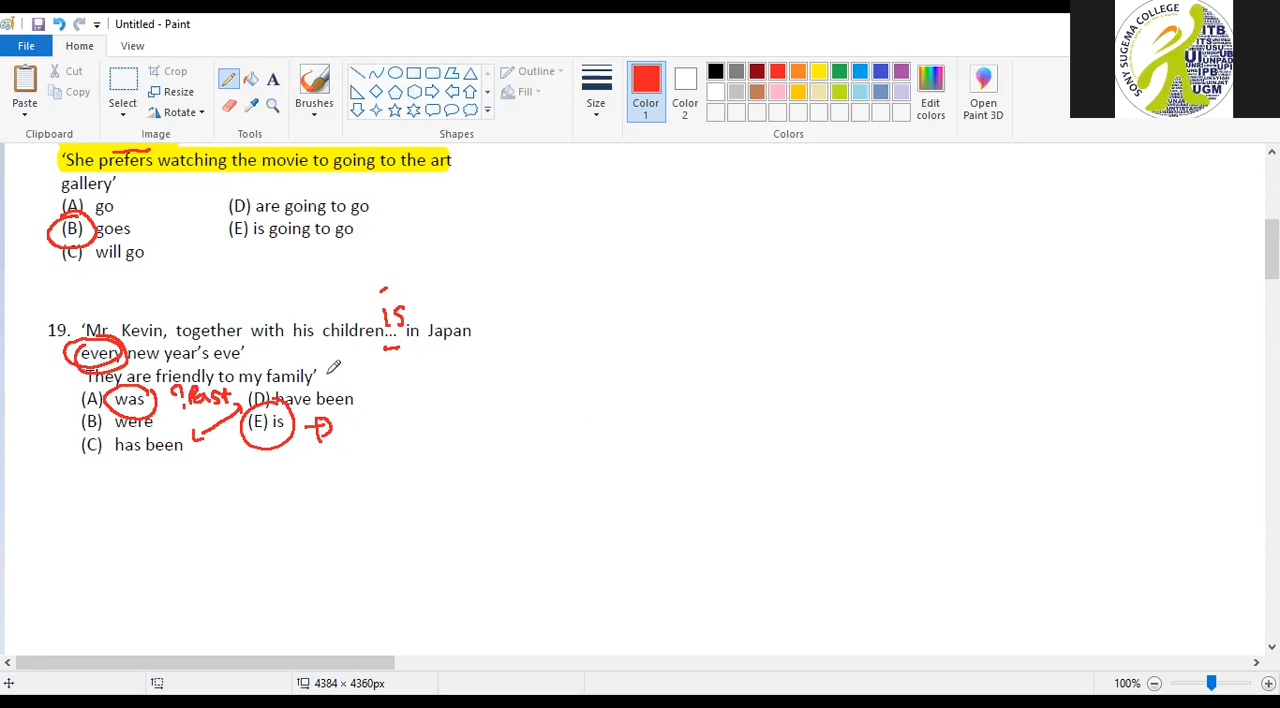 Untitled - Paint
File Home View
Paste
Cut
Copy
Clipboard
Select
Crop
Resize
Rotate
Image
Tools
Brushes
Shapes
Outline
Fill
Size
Color 1
Color 2
Colors
Edit colors
Open Paint 3D
SONY SUGEMA COLLEGE
ITB
UI
IPB
UGM
'She prefers watching the movie to going to the art
gallery'
(A) go (D) are going to go
(B) goes (E) is going to go
(C) will go
is
19. 'Mr. Kevin, together with his children... in Japan
every new year's eve'
'They are friendly to my family'
(A) was ? Past (D) have been
(B) were (E) is
(C) has been
4384 × 4360px
100%